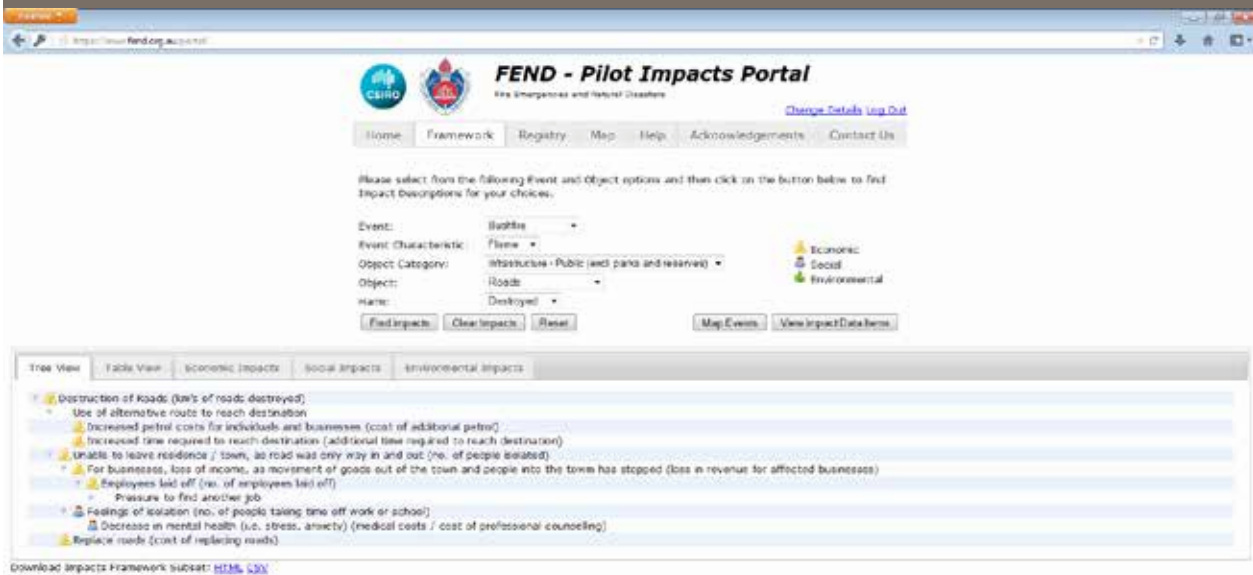 Firefox
https://www.fend.org.au/portal/
CSIRO
FEND - Pilot Impacts Portal
Fire Emergencies and Natural Disasters
Change Details Log Out
Home Framework Registry Map Help Acknowledgements Contact Us
Please select from the following Event and Object options and then click on the button below to find
Impact Descriptions for your choices.
Event: Bushfire
Event Characteristic Flame
Object Category: Infrastructure - Public (excl. parks and reserves)
Object: Roads
Harm: Destroyed
Economic
Social
Environmental
Find Impacts Clear Impacts Reset Map Events View Impact Data Items
Tree View Table View Economic Impacts Social Impacts Environmental Impacts
Destruction of Roads (km's of roads destroyed)
Use of alternative route to reach destination
Increased petrol costs for individuals and businesses (cost of additional petrol)
Increased time required to reach destination (additional time required to reach destination)
Unable to leave residence / town, as road was only way in and out (no. of people isolated)
For businesses, loss of income, as movement of goods out of the town and people into the town has stopped (loss in revenue for affected businesses)
Employees laid off (no. of employees laid off)
Pressure to find another job
Feelings of isolation (no. of people taking time off work or school)
Decrease in mental health (i.e. stress, anxiety) (medical costs / cost of professional counselling)
Replace roads (cost of replacing roads)
Download Impacts Framework Subset: HTML CSV